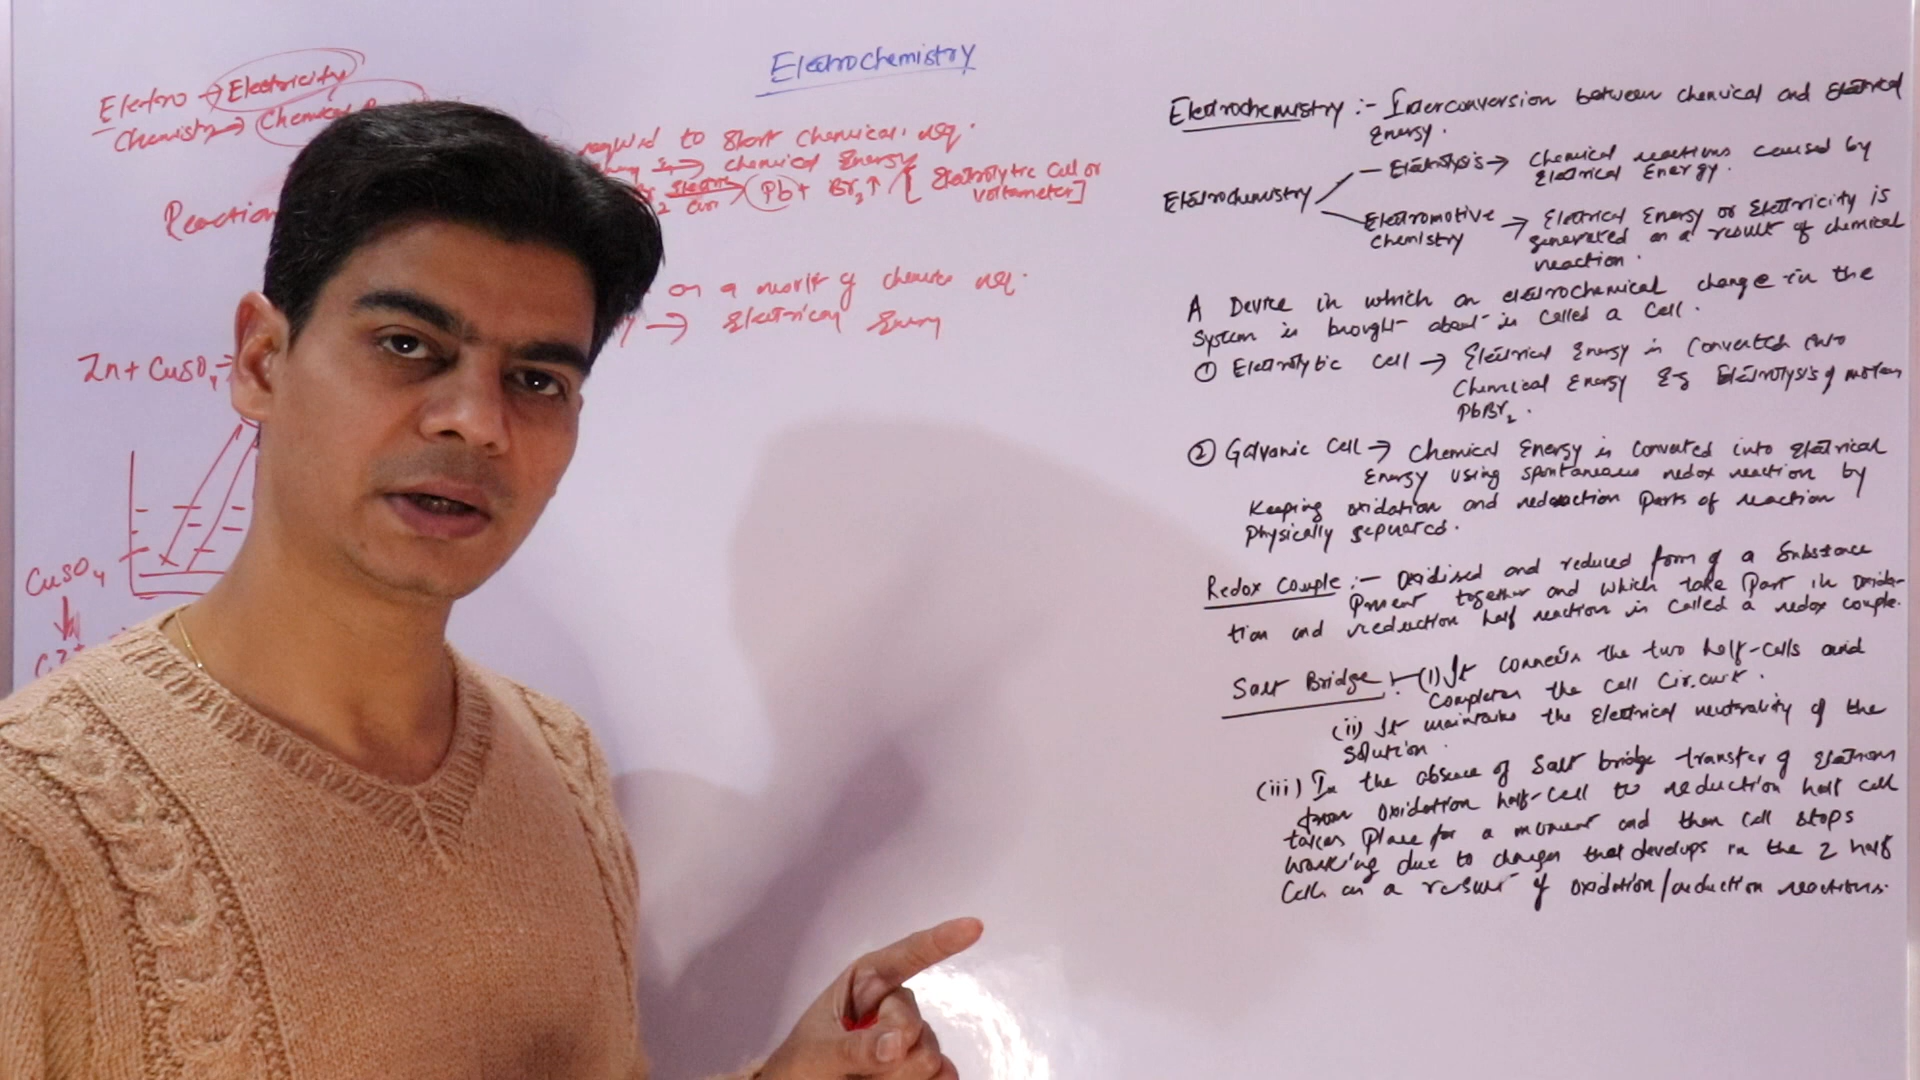 Electrochemistry
Electro → Electricity
Chemistry → Chemical
required to start chemical
→ chemical Energy
Pb + Br2↑ [Electrolytic Cell or
voltameter]
Reaction
on a result of
→ Electrical Energy
Zn + CuSO4 →
CuSO4
Electrochemistry :- Interconversion between chemical and electrical
Energy.
Electrochemistry
Electrolysis → Chemical reactions caused by
Electrical Energy.
Electromotive → Electrical Energy or Electricity is
chemistry generated as a result of chemical
reaction.
A Device in which an electrochemical change in the
System is brought about is called a Cell.
① Electrolytic Cell → Electrical Energy is Converted into
Chemical Energy Eg Electrolysis of molten
PbBr2.
② Galvanic Cell → Chemical Energy is Converted into Electrical
Energy using spontaneous redox reaction by
Keeping oxidation and reduction Parts of reaction
Physically separated.
Redox Couple :- Oxidised and reduced form of a Substance
Present together and which take Part in oxida-
tion and reduction half reaction is called a redox couple.
Salt Bridge :- (i) It connects the two half-cells and
Completes the Cell Circuit.
(ii) It maintains the Electrical neutrality of the
Solution.
(iii) In the absence of Salt bridge transfer of Electrons
from oxidation half-cell to reduction half cell
takes Place for a moment and then Cell stops
working due to charges that develops in the 2 half
Cells as a result of oxidation/reduction reactions.